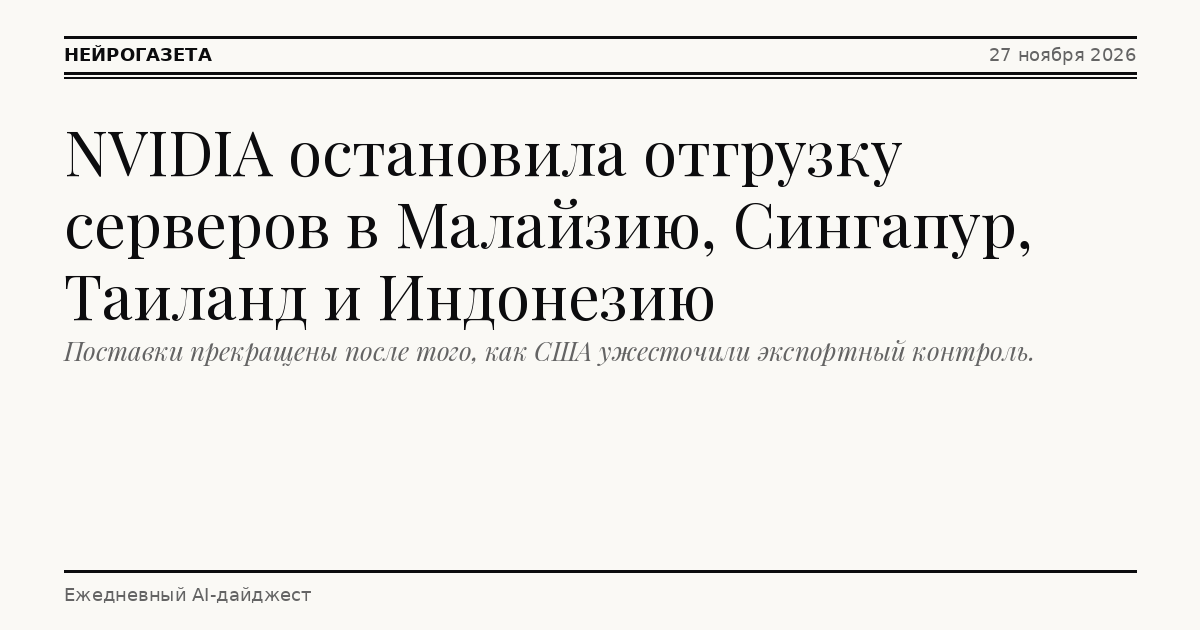 НЕЙРОГАЗЕТА
27 ноября 2026
NVIDIA остановила отгрузку
серверов в Малайзию, Сингапур,
Таиланд и Индонезию
Поставки прекращены после того, как США ужесточили экспортный контроль.
Ежедневный AI-дайджест